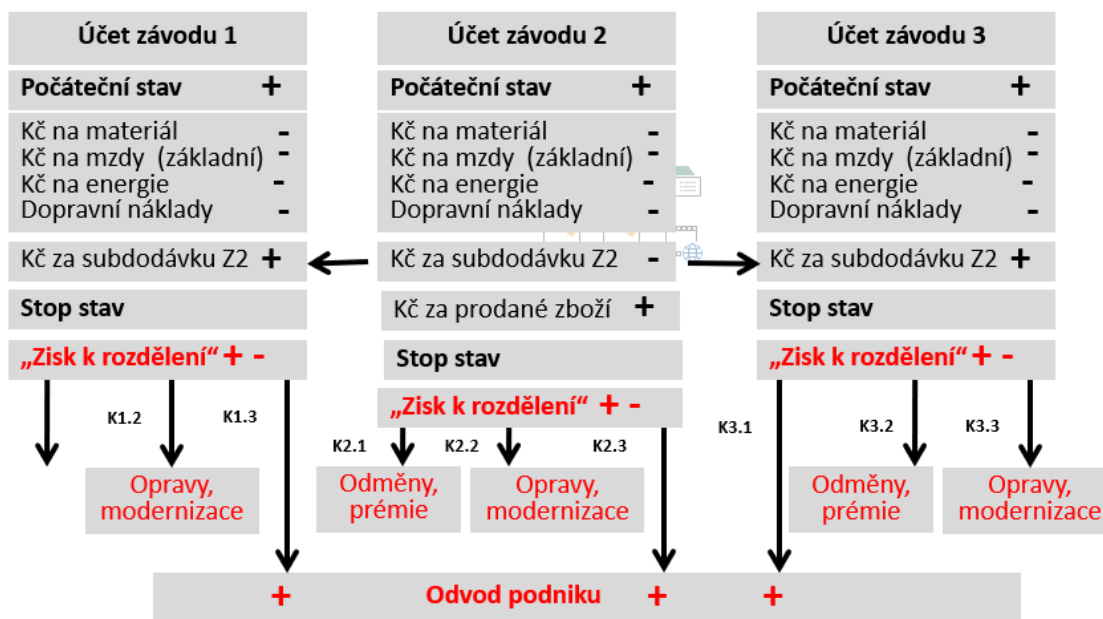 Účet závodu 1
Počáteční stav +
Kč na materiál -
Kč na mzdy (základní) -
Kč na energie -
Dopravní náklady -
Kč za subdodávku Z2 +
Stop stav
„Zisk k rozdělení“ + -
K1.2
K1.3
Opravy,
modernizace
Účet závodu 2
Počáteční stav +
Kč na materiál -
Kč na mzdy (základní) -
Kč na energie -
Dopravní náklady -
Kč za subdodávku Z2 -
Kč za prodané zboží +
Stop stav
„Zisk k rozdělení“ + -
K2.1
K2.2
K2.3
Odměny,
prémie
Opravy,
modernizace
Účet závodu 3
Počáteční stav +
Kč na materiál -
Kč na mzdy (základní) -
Kč na energie -
Dopravní náklady -
Kč za subdodávku Z2 +
Stop stav
„Zisk k rozdělení“ + -
K3.1
K3.2
K3.3
Odměny,
prémie
Opravy,
modernizace
+ Odvod podniku + +